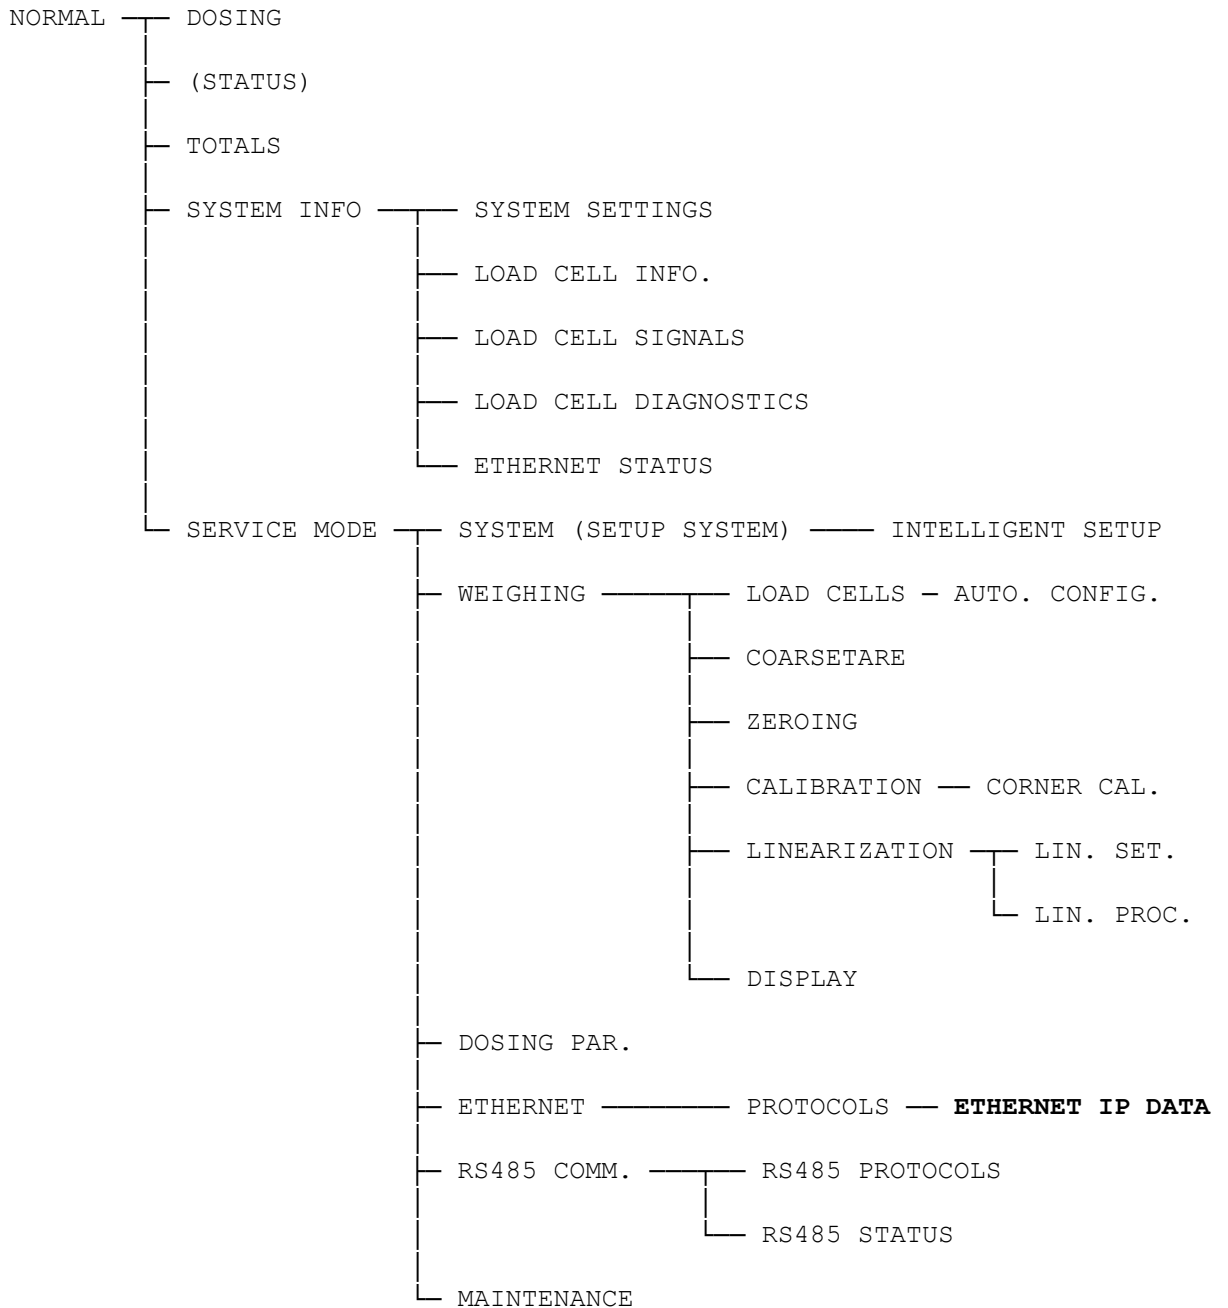 NORMAL DOSING
(STATUS)
TOTALS
SYSTEM INFO SYSTEM SETTINGS
LOAD CELL INFO.
LOAD CELL SIGNALS
LOAD CELL DIAGNOSTICS
ETHERNET STATUS
SERVICE MODE SYSTEM (SETUP SYSTEM) INTELLIGENT SETUP
WEIGHING LOAD CELLS AUTO. CONFIG.
COARSETARE
ZEROING
CALIBRATION CORNER CAL.
LINEARIZATION LIN. SET.
LIN. PROC.
DISPLAY
DOSING PAR.
ETHERNET PROTOCOLS ETHERNET IP DATA
RS485 COMM. RS485 PROTOCOLS
RS485 STATUS
MAINTENANCE